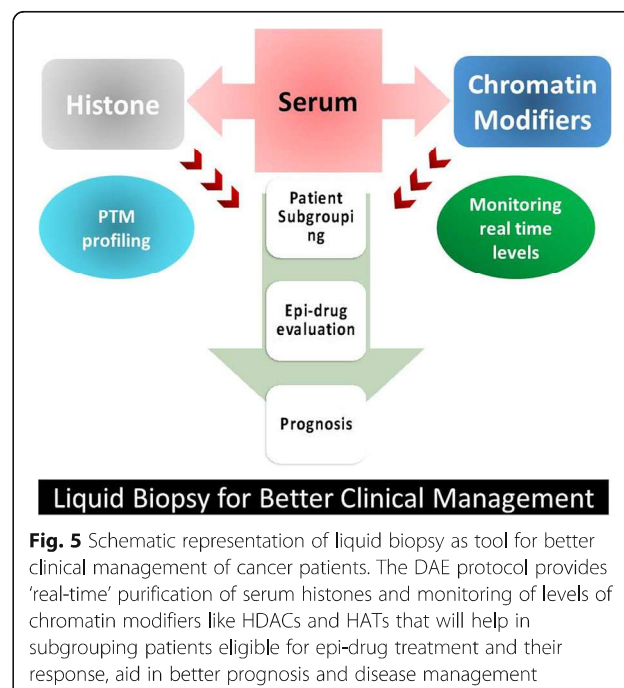 Histone
Serum
Chromatin
Modifiers
PTM
profiling
Patient
Subgroupi
ng
Monitoring
real time
levels
Epi-drug
evaluation
Prognosis
Liquid Biopsy for Better Clinical Management
Fig. 5 Schematic representation of liquid biopsy as tool for better
clinical management of cancer patients. The DAE protocol provides
‘real-time’ purification of serum histones and monitoring of levels of
chromatin modifiers like HDACs and HATs that will help in
subgrouping patients eligible for epi-drug treatment and their
response, aid in better prognosis and disease management